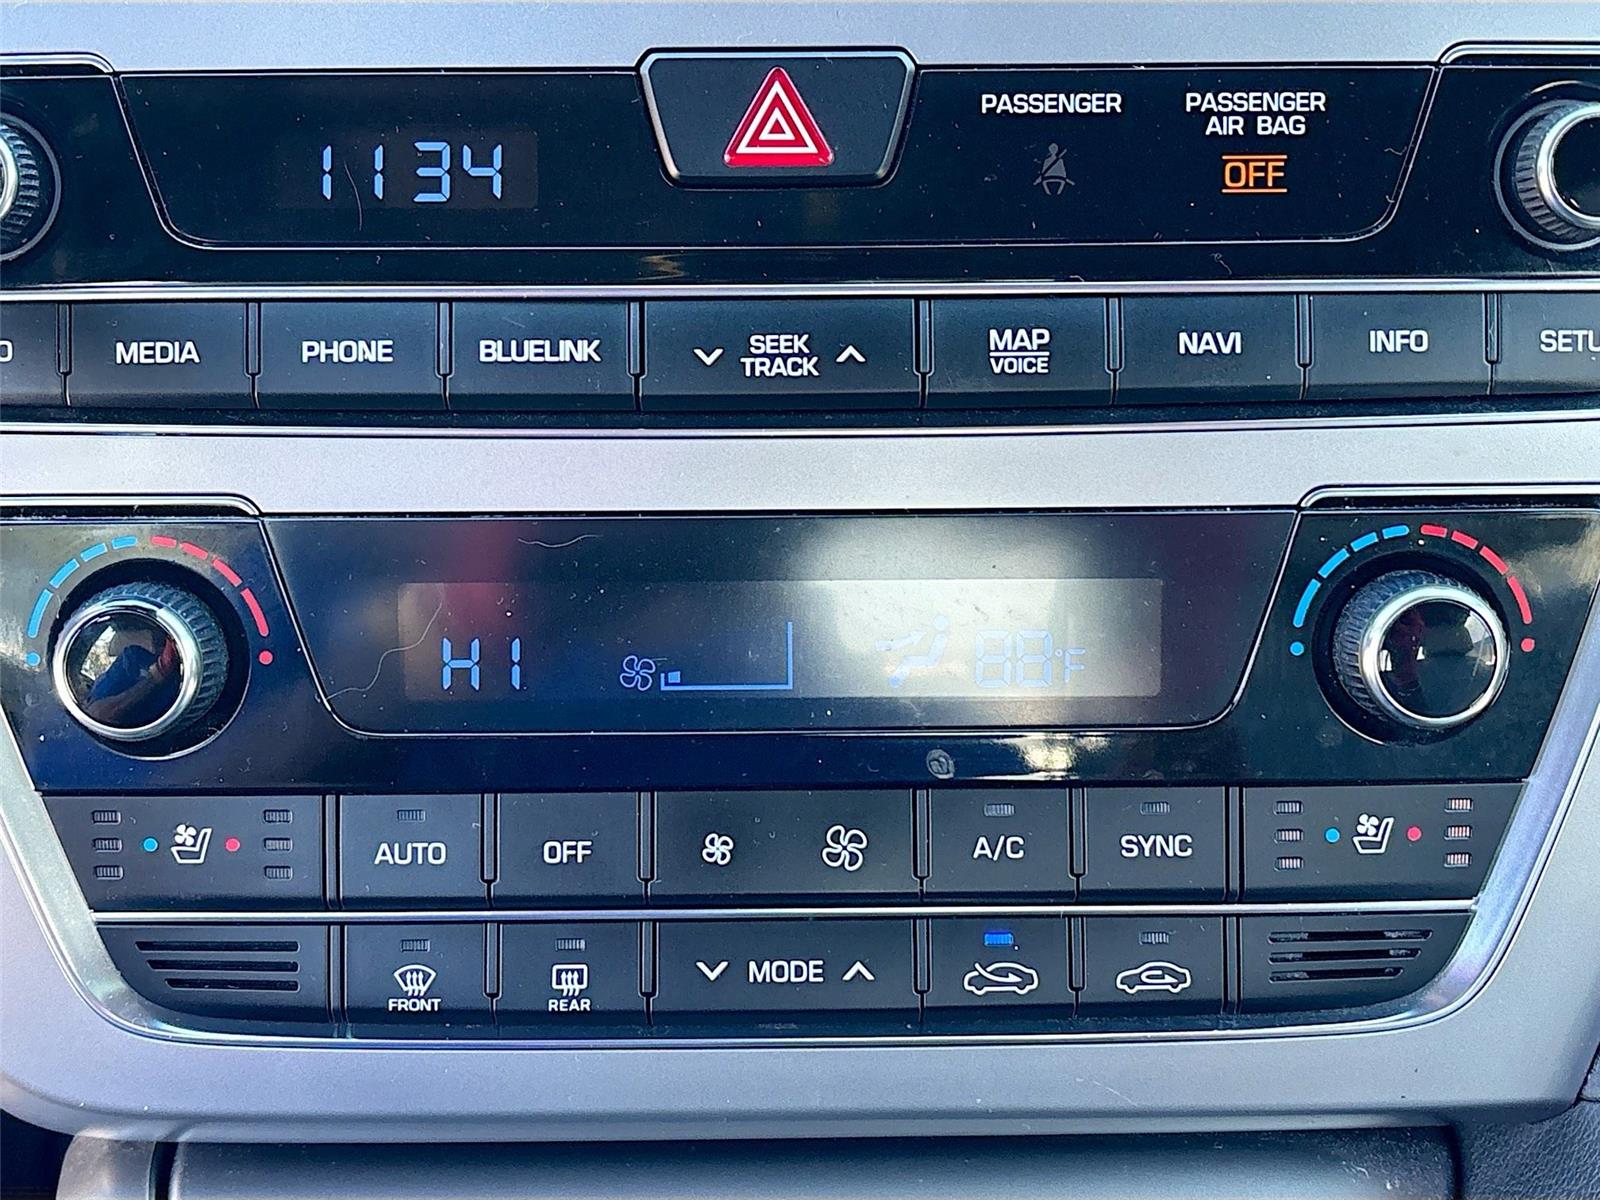 1134
PASSENGER
PASSENGER
AIR BAG
OFF
MEDIA
PHONE
BLUELINK
SEEK
TRACK
MAP
VOICE
NAVI
INFO
SETU
HI
88°F
AUTO
OFF
A/C
SYNC
FRONT
REAR
MODE